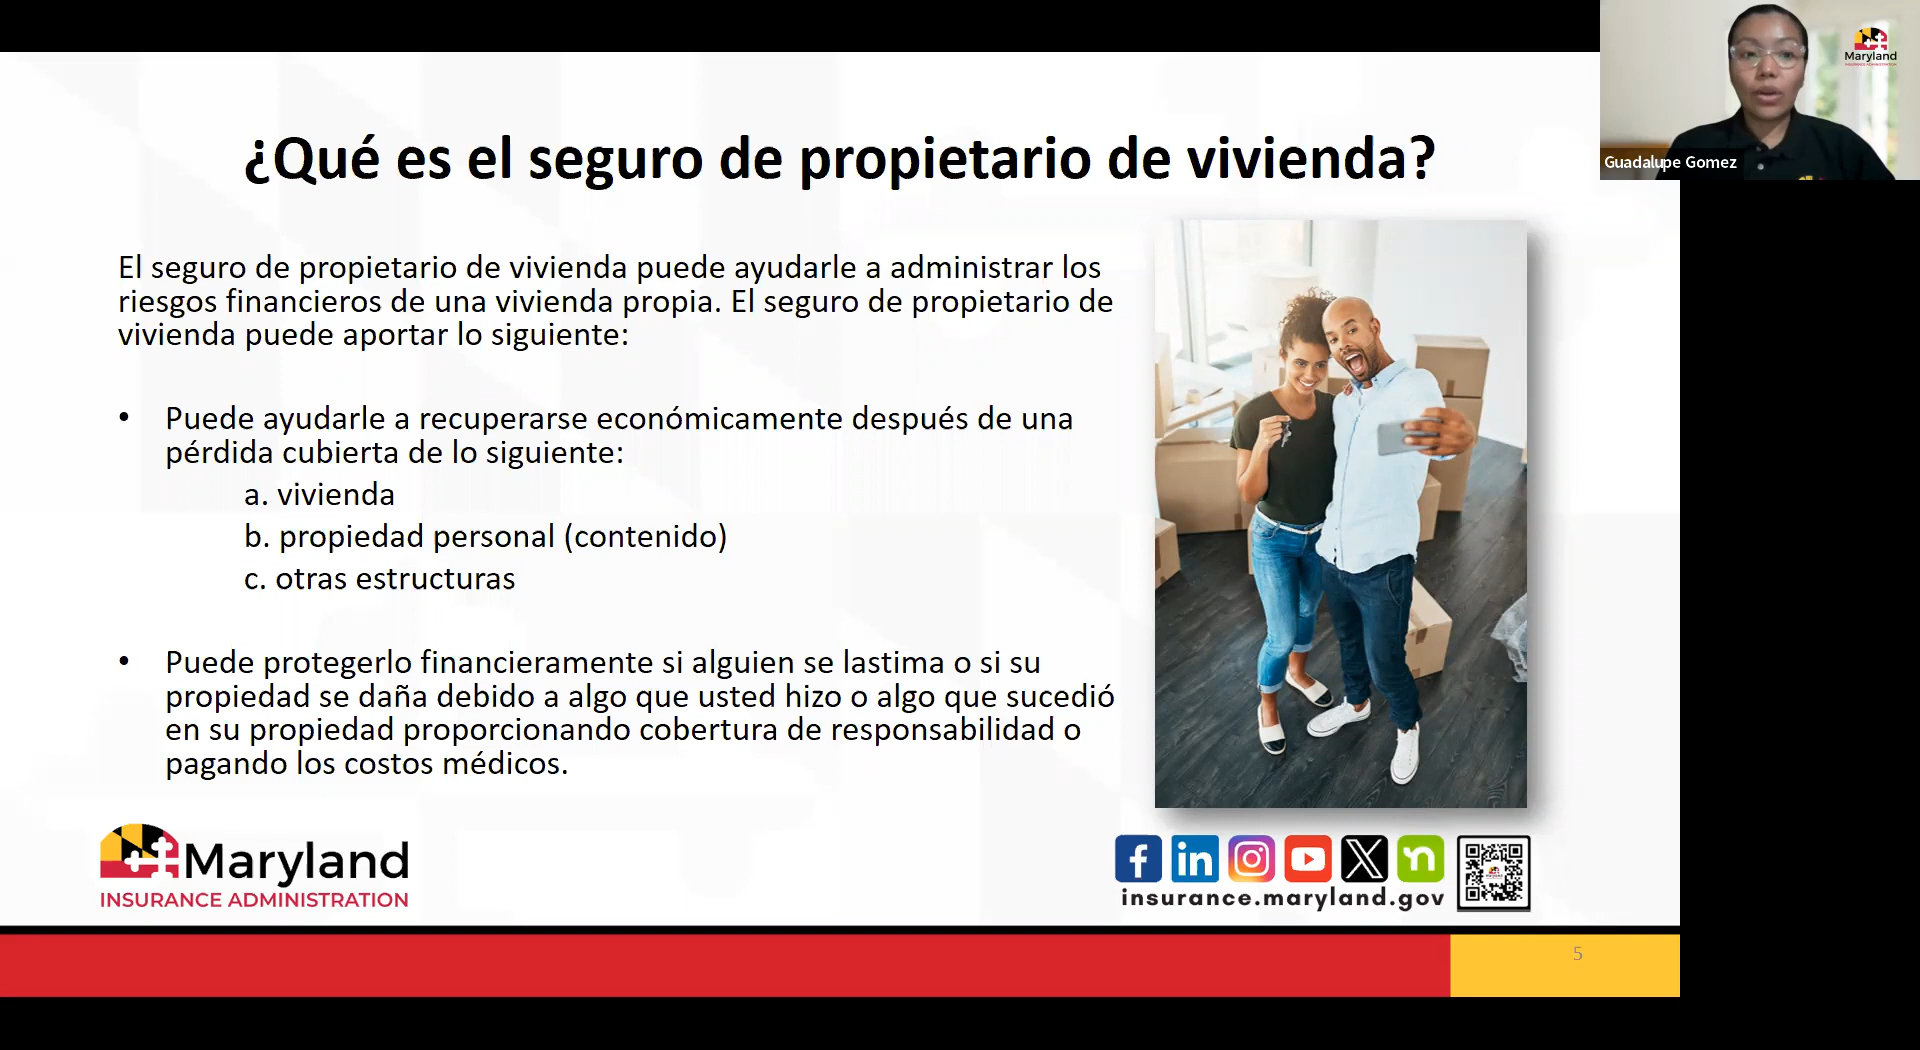 ¿Qué es el seguro de propietario de vivienda?
El seguro de propietario de vivienda puede ayudarle a administrar los
riesgos financieros de una vivienda propia. El seguro de propietario de
vivienda puede aportar lo siguiente:
• Puede ayudarle a recuperarse económicamente después de una
pérdida cubierta de lo siguiente:
a. vivienda
b. propiedad personal (contenido)
c. otras estructuras
• Puede protegerlo financieramente si alguien se lastima o si su
propiedad se daña debido a algo que usted hizo o algo que sucedió
en su propiedad proporcionando cobertura de responsabilidad o
pagando los costos médicos.
Maryland
INSURANCE ADMINISTRATION
insurance.maryland.gov
5
Maryland
INSURANCE ADMINISTRATION
Guadalupe Gomez